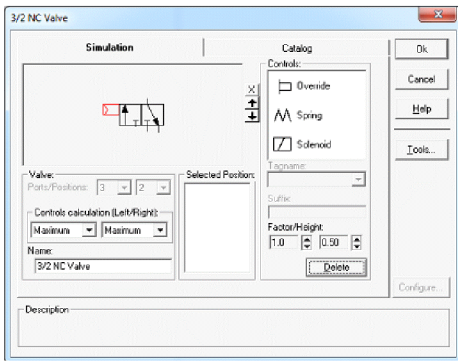 3/2 NC Valve
Simulation
Catalog
Controls:
Override
Spring
Solenoid
X
Tagname:
Suffix:
Factor/Height:
1.0
0.50
Delete
Valve:
Ports/Positions:
3
2
Controls calculation (Left/Right):
Maximum
Maximum
Name:
3/2 NC Valve
Selected Position:
Ok
Cancel
Help
Tools...
Configure...
Description